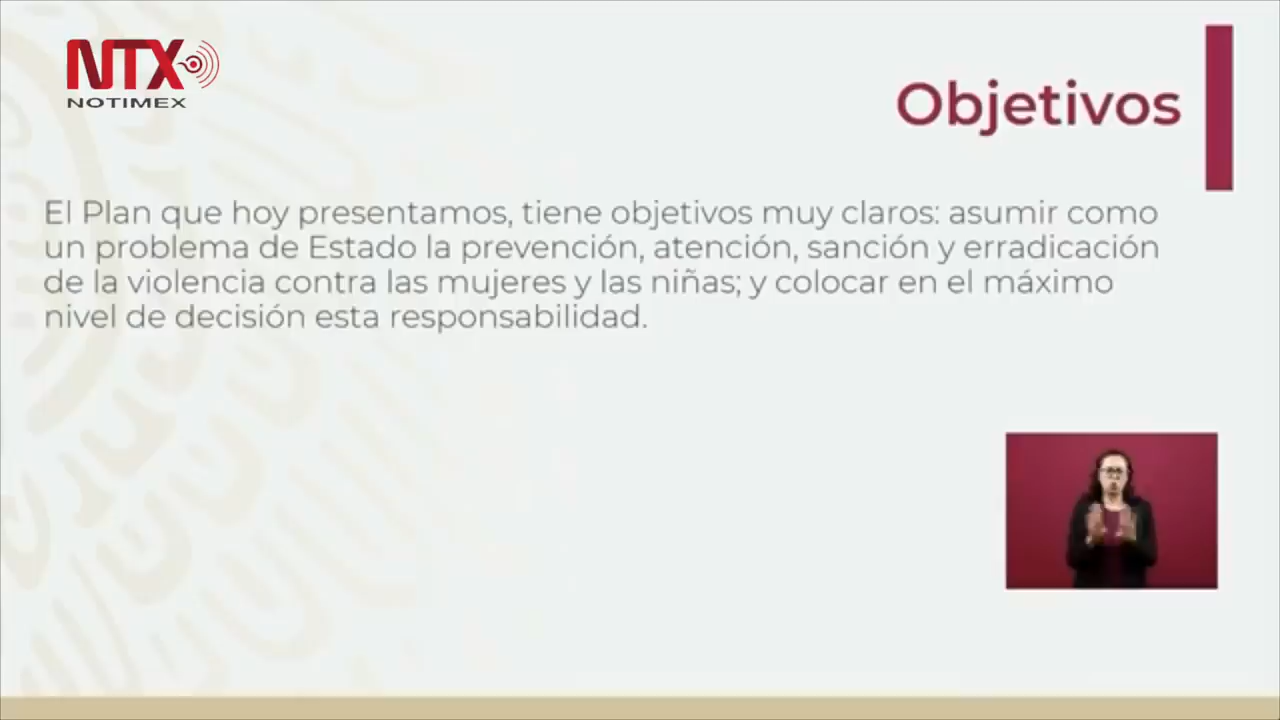 NTX
NOTIMEX
Objetivos
El Plan que hoy presentamos, tiene objetivos muy claros: asumir como
un problema de Estado la prevención, atención, sanción y erradicación
de la violencia contra las mujeres y las niñas; y colocar en el máximo
nivel de decisión esta responsabilidad.